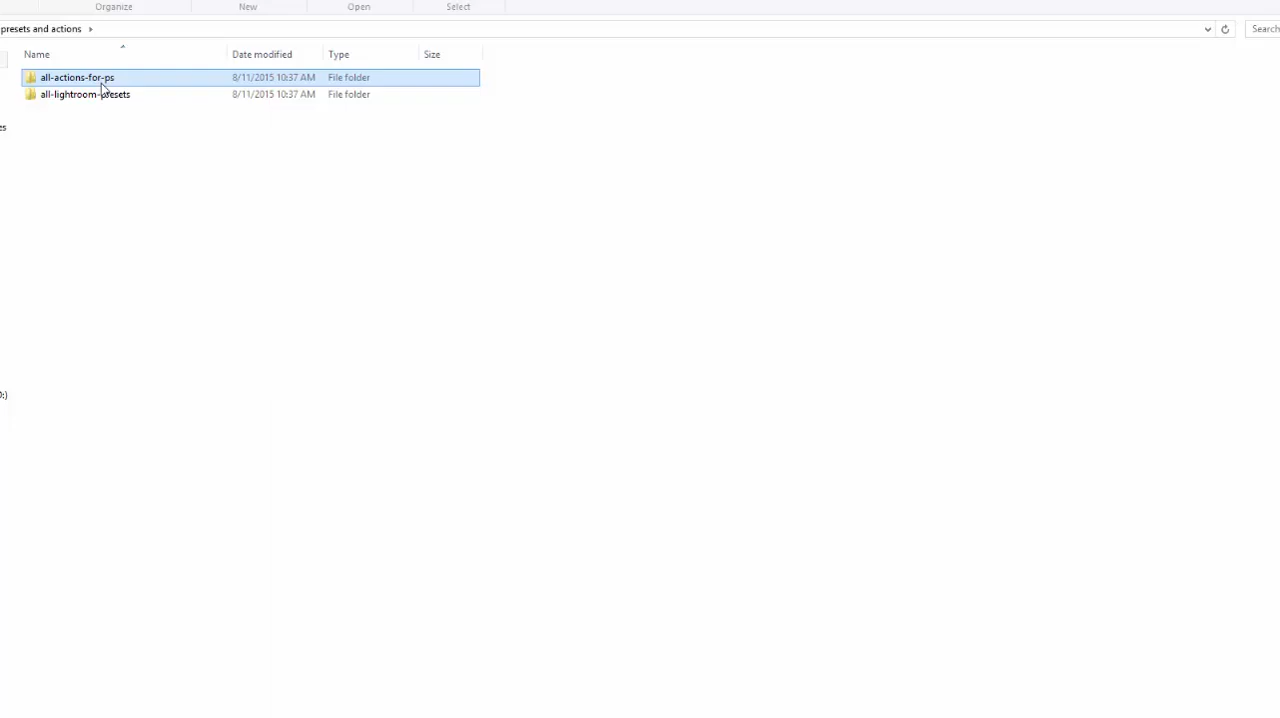 Organize New Open Select
presets and actions
Search
Name Date modified Type Size
all-actions-for-ps 8/11/2015 10:37 AM File folder
all-lightroom-presets 8/11/2015 10:37 AM File folder
es
):)